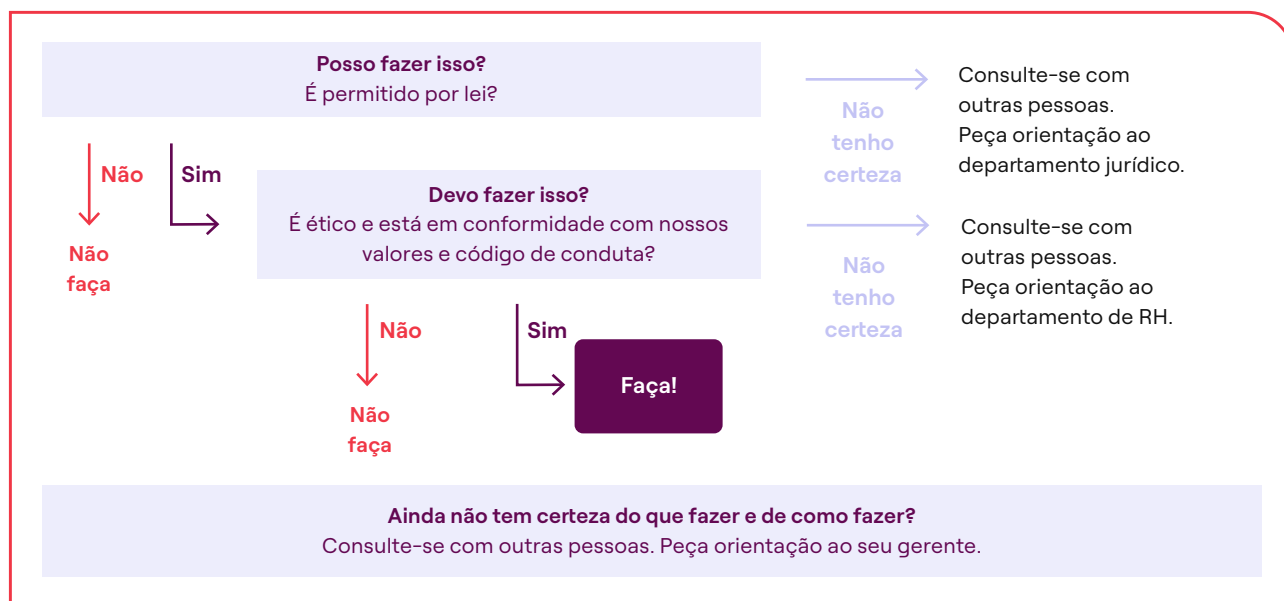 Posso fazer isso?
É permitido por lei?
Não tenho certeza
Consulte-se com
outras pessoas.
Peça orientação ao
departamento jurídico.
Não
Sim
Não
faça
Devo fazer isso?
É ético e está em conformidade com nossos
valores e código de conduta?
Não
tenho
certeza
Consulte-se com
outras pessoas.
Peça orientação ao
departamento de RH.
Não
Sim
Não
faça
Faça!
Ainda não tem certeza do que fazer e de como fazer?
Consulte-se com outras pessoas. Peça orientação ao seu gerente.